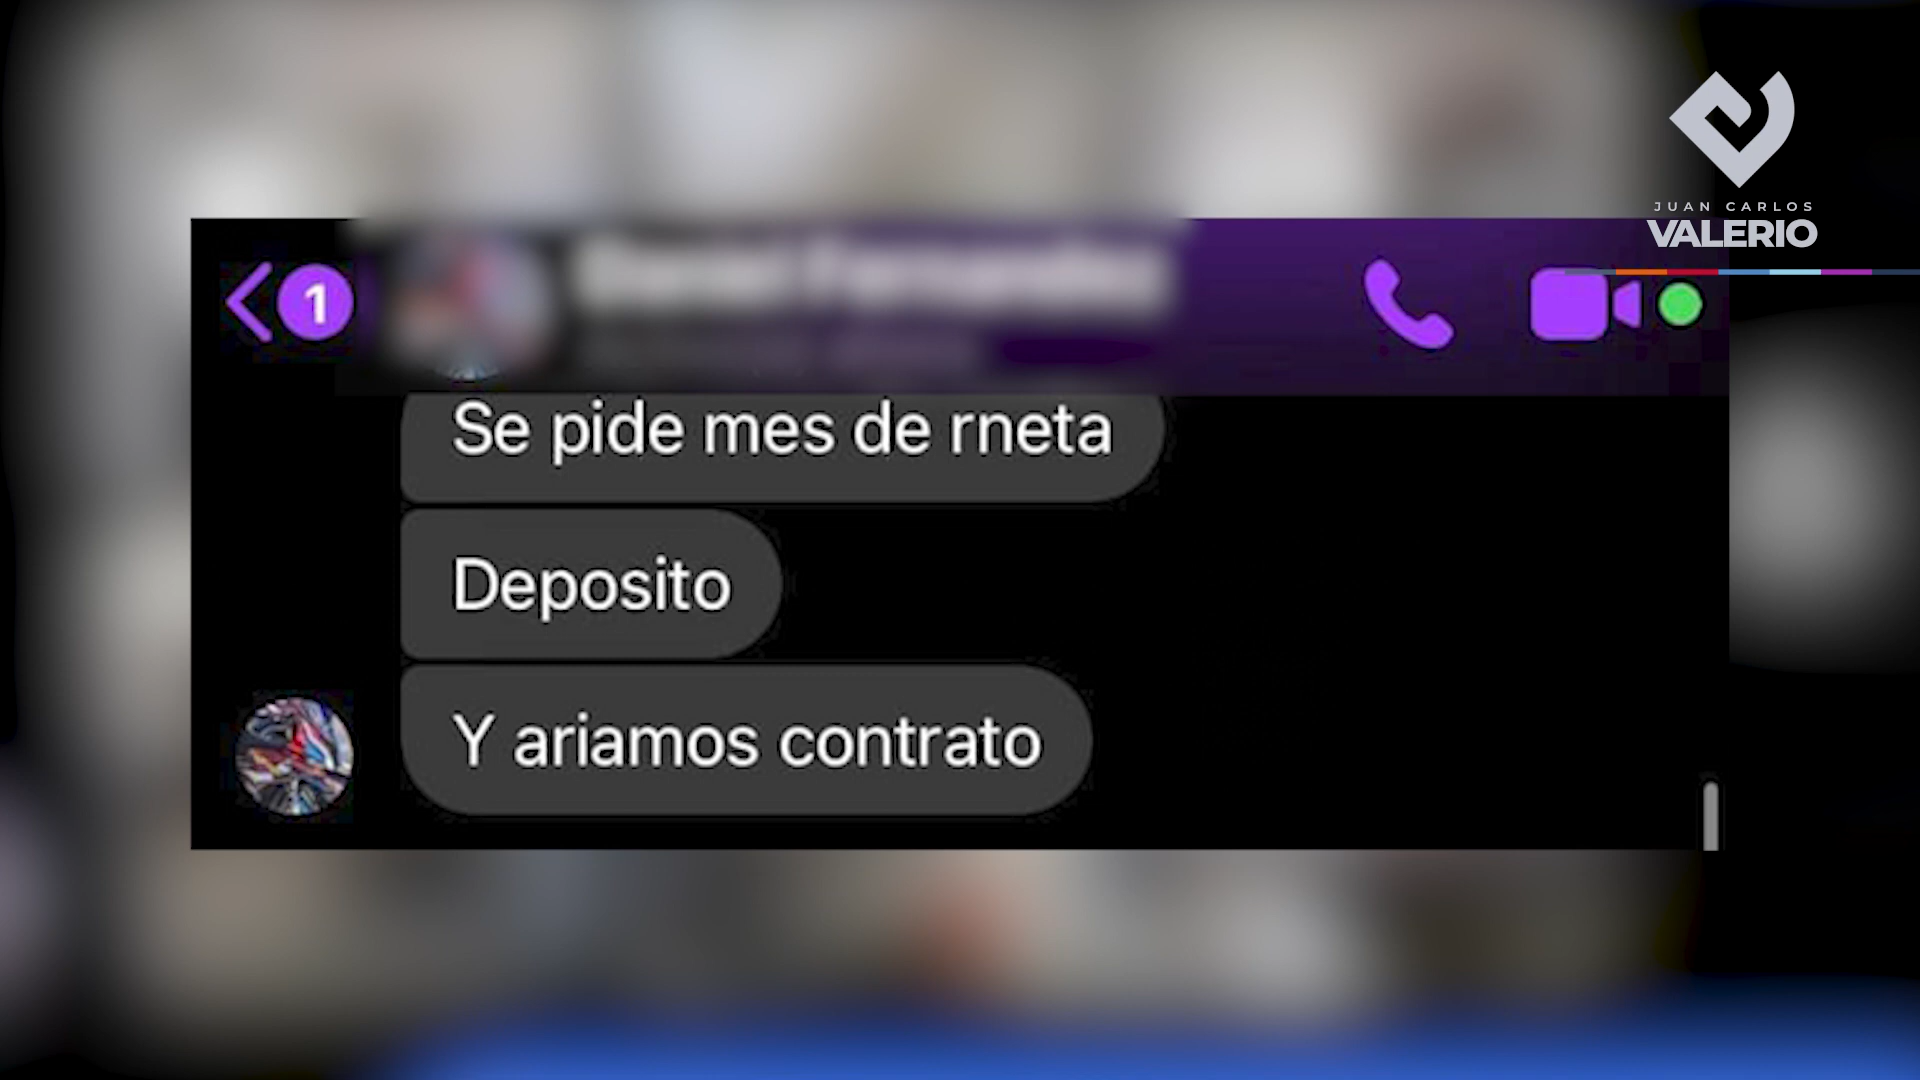 JUAN CARLOS
VALERIO
1
Se pide mes de rneta
Deposito
Y ariamos contrato